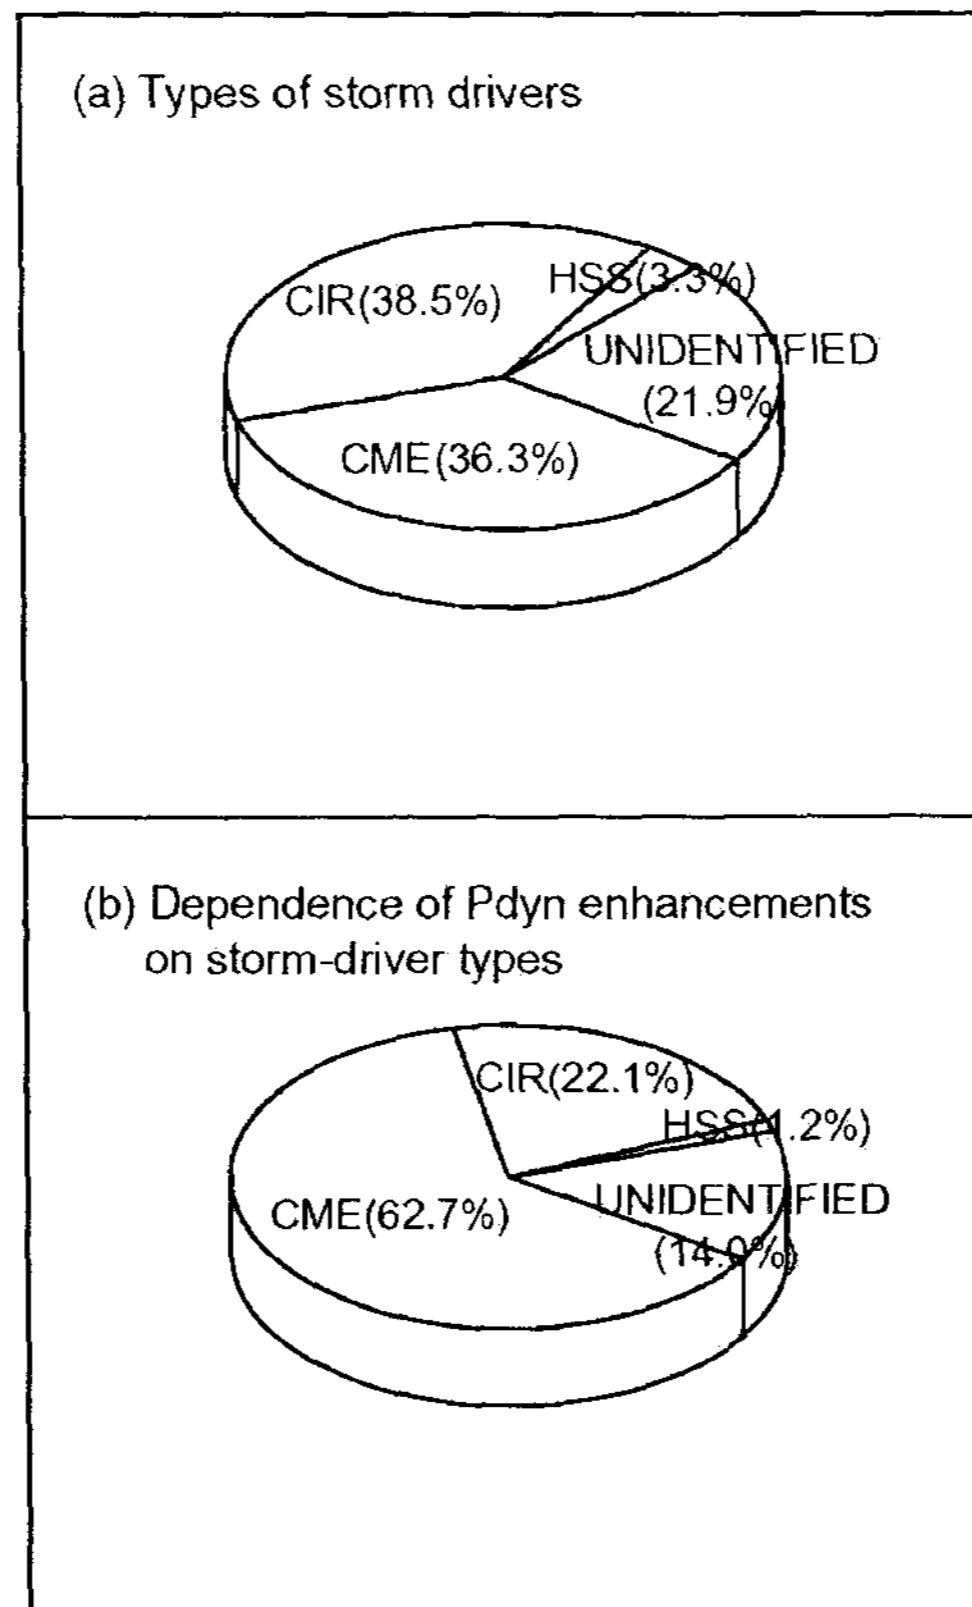 (a) Types of storm drivers
HSS(3.3%)
CIR(38.5%)
UNIDENTIFIED
(21.9%
CME(36.3%)
(b) Dependence of Pdyn enhancements
on storm-driver types
CIR(22.1%)
HSS(1.2%)
UNIDENTIFIED
CME(62.7%)
(14.0%)